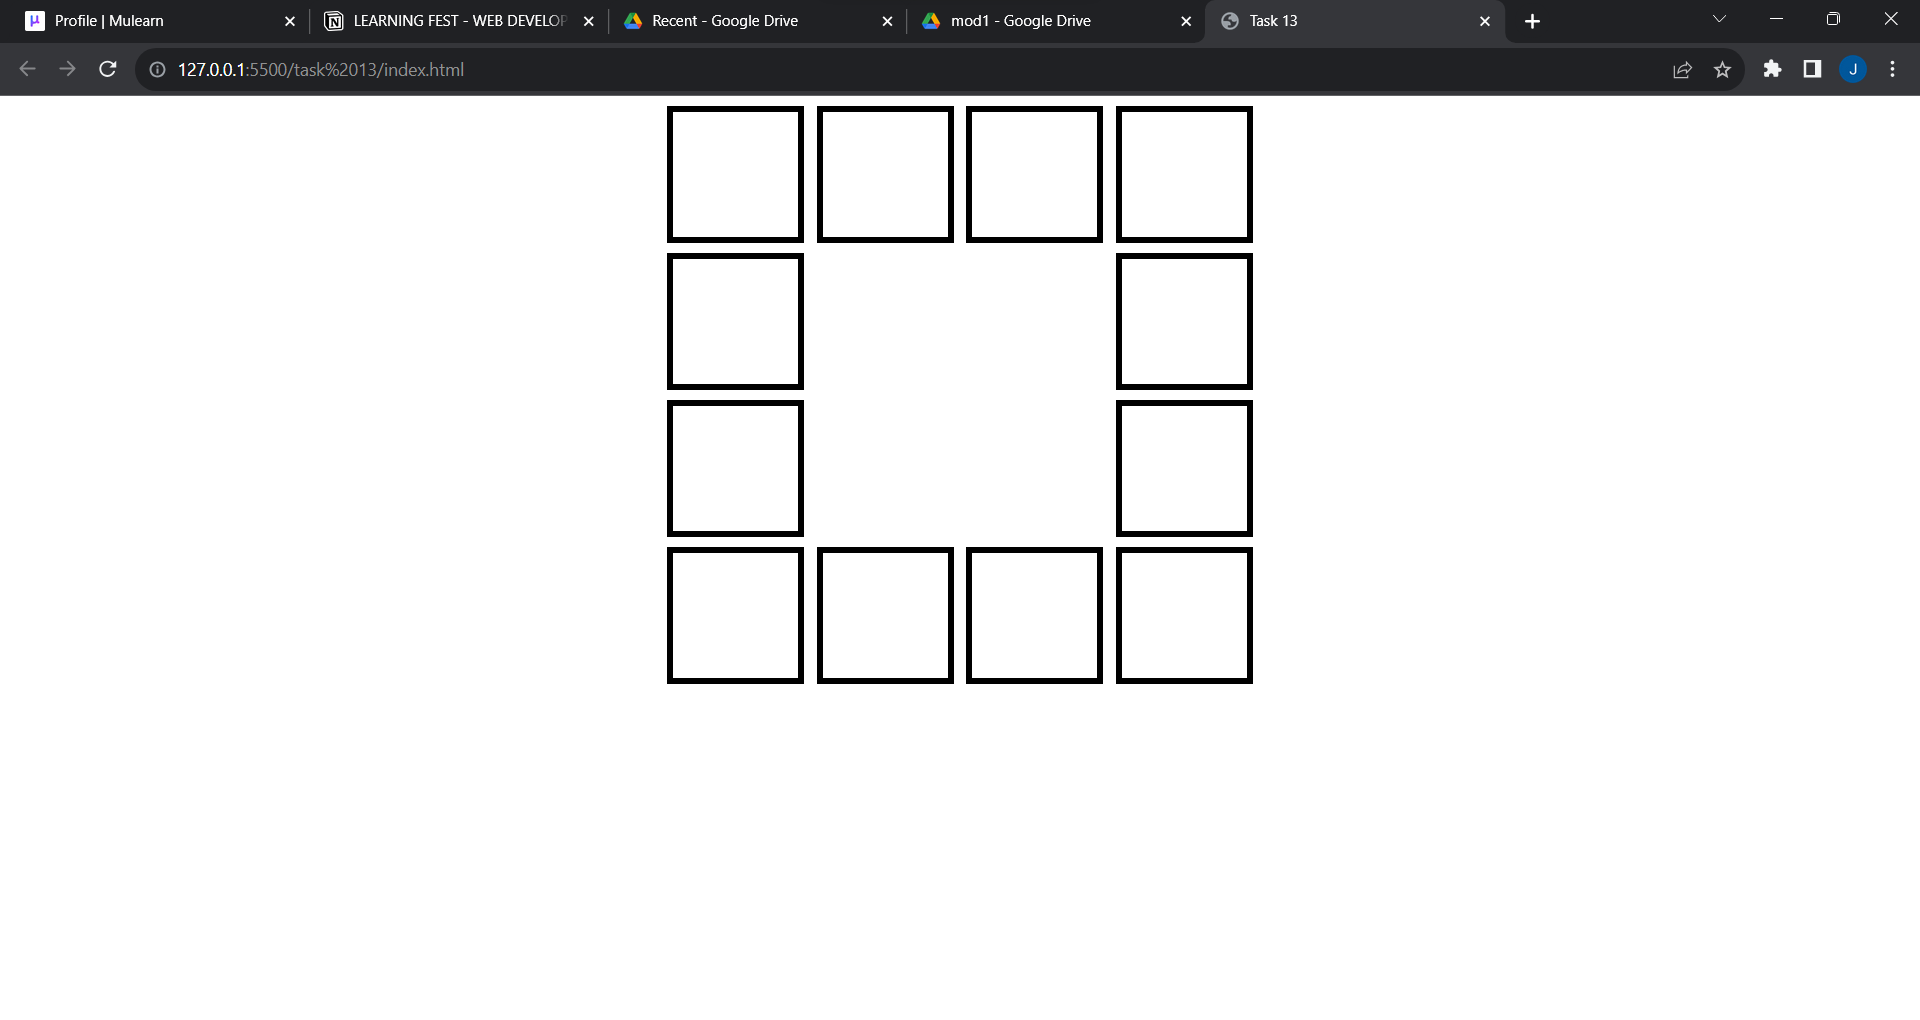 Profile | Mulearn
LEARNING FEST - WEB DEVELOP
Recent - Google Drive
mod1 - Google Drive
Task 13
127.0.0.1:5500/task%2013/index.html
J